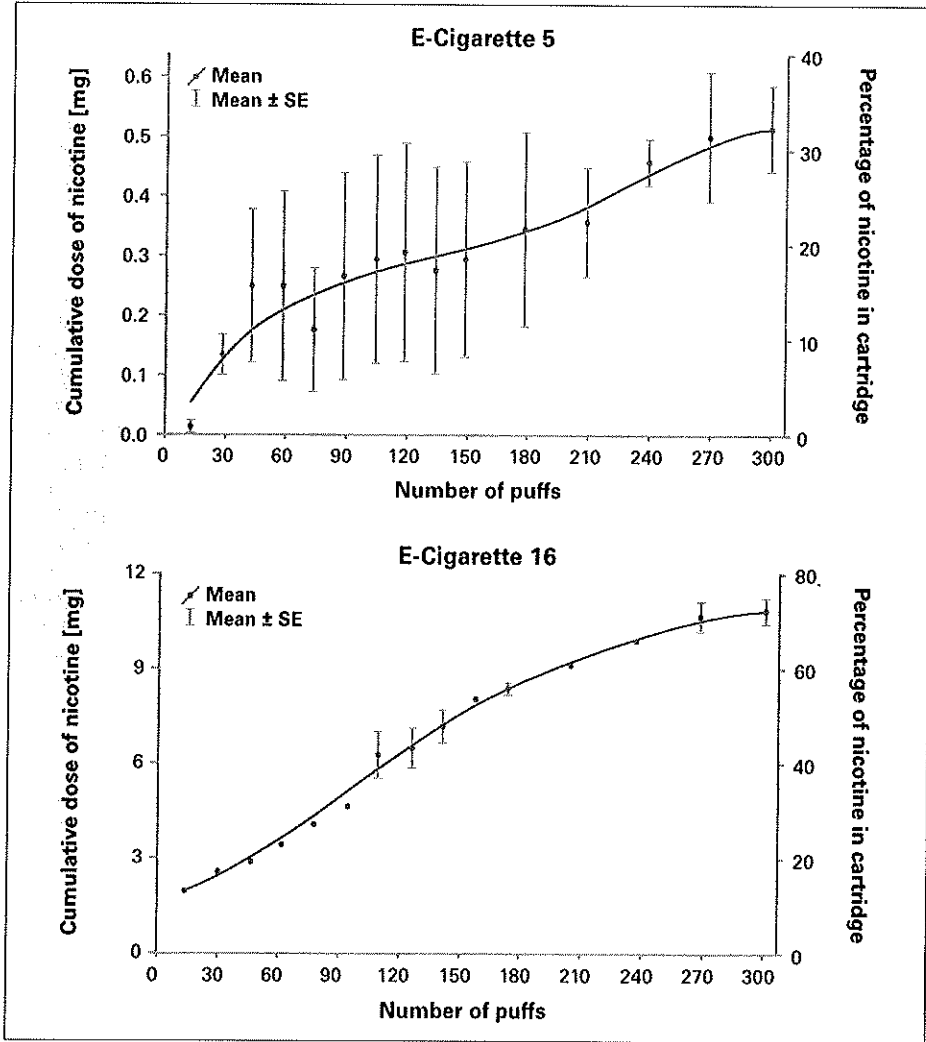 E-Cigarette 5
Cumulative dose of nicotine [mg]
0.6
0.5
0.4
0.3
0.2
0.1
0.0
Mean
Mean ± SE
40
30
20
10
0
Percentage of nicotine in cartridge
0 30 60 90 120 150 180 210 240 270 300
Number of puffs
E-Cigarette 16
Cumulative dose of nicotine [mg]
12
9
6
3
0
Mean
Mean ± SE
80
60
40
20
0
Percentage of nicotine in cartridge
0 30 60 90 120 150 180 210 240 270 300
Number of puffs